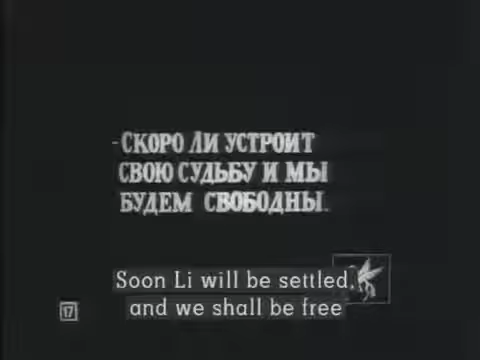 -СКОРО ЛИ УСТРОИТ
СВОЮ СУДЬБУ И МЫ
БУДЕМ СВОБОДНЫ.
Soon Li will be settled,
and we shall be free
17